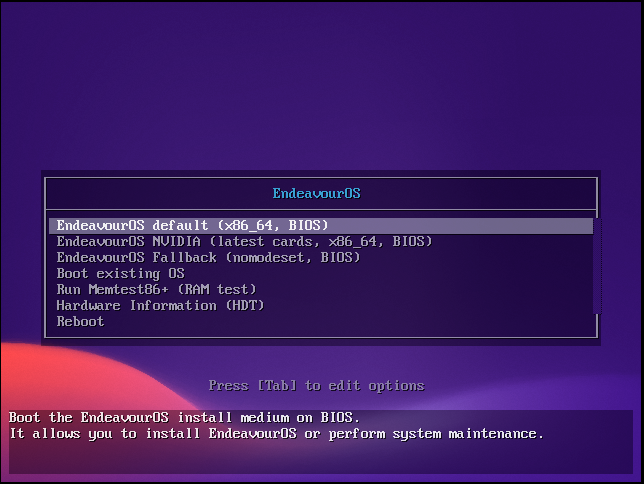 EndeavourOS
EndeavourOS default (x86_64, BIOS)
EndeavourOS NVIDIA (latest cards, x86_64, BIOS)
EndeavourOS Fallback (nomodeset, BIOS)
Boot existing OS
Run Memtest86+ (RAM test)
Hardware Information (HDT)
Reboot
Press [Tab] to edit options
Boot the EndeavourOS install medium on BIOS.
It allows you to install EndeavourOS or perform system maintenance.